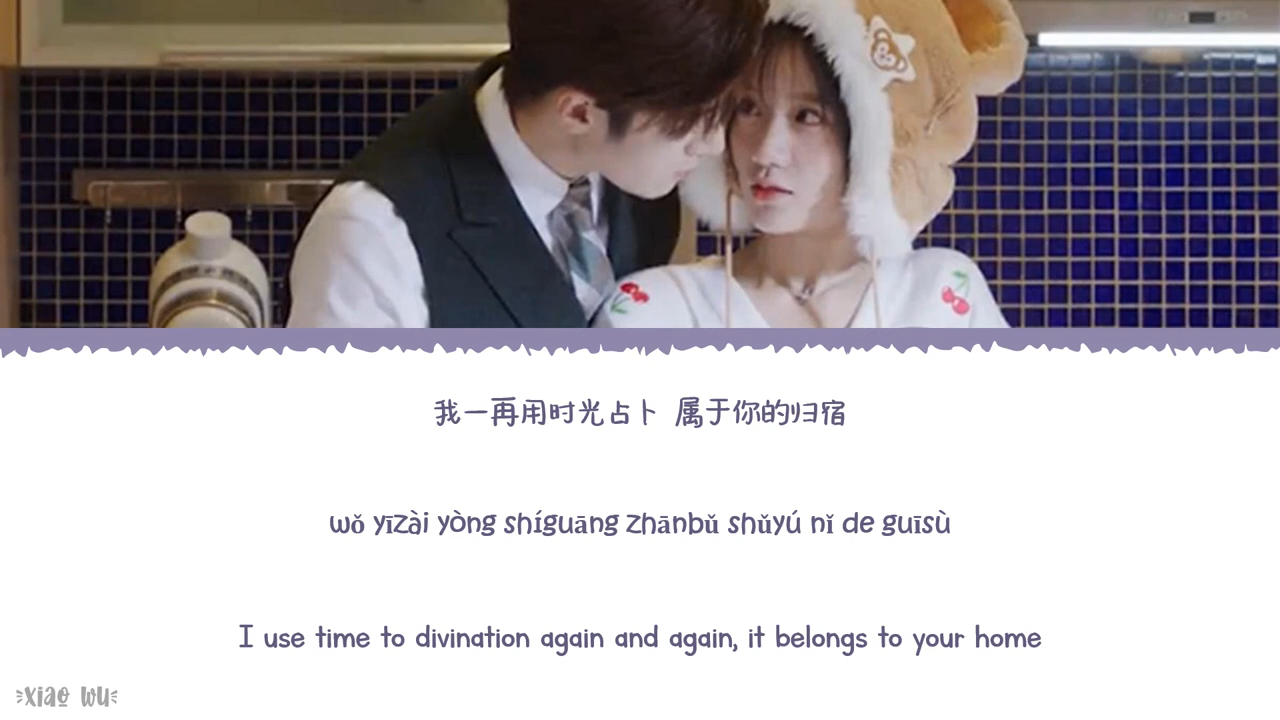 我一再用时光占卜 属于你的归宿
wǒ yīzài yòng shíguāng zhānbǔ shǔyú nǐ de guīsù
I use time to divination again and again, it belongs to your home
xiao wu